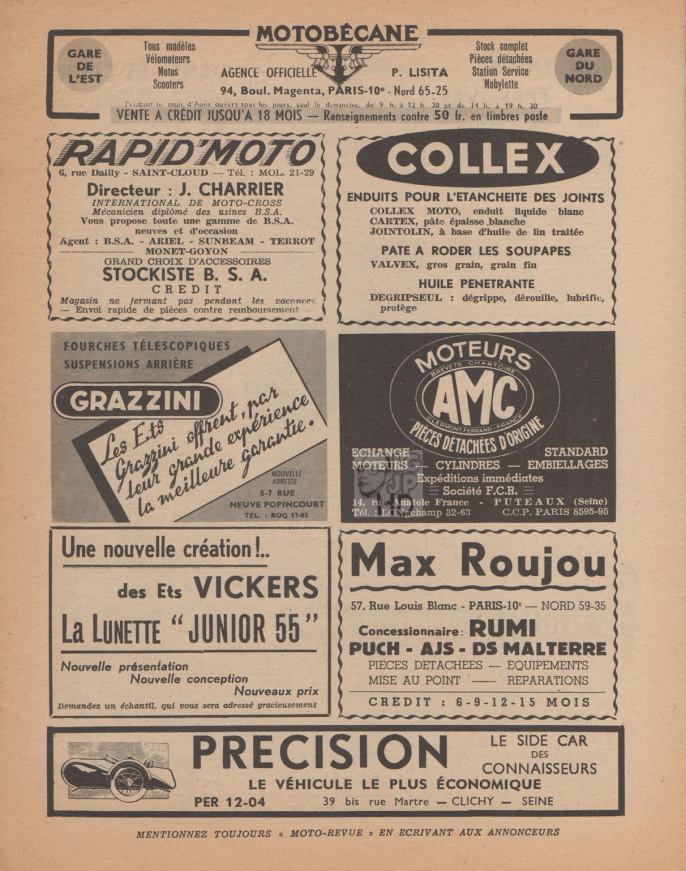 MOTOBÉCANE
GARE
DE
L'EST
Tous modèles
Vélomoteurs
Motos
Scooters
AGENCE OFFICIELLE P. LISITA
94, Boul. Magenta, PARIS-10e - Nord 65-25
Stock complet
Pièces détachées
Station Service
Mobylette
GARE
DU
NORD
Pendant le mois d'Août ouvert tous les jours, sauf le dimanche, de 9 h. à 12 h. 30 et de 14 h. à 19 h. 30
VENTE A CRÉDIT JUSQU'A 18 MOIS — Renseignements contre 50 fr. en timbres poste
RAPID'MOTO
6, rue Dailly - SAINT-CLOUD — Tél. : MOL. 21-29
Directeur : J. CHARRIER
INTERNATIONAL DE MOTO-CROSS
Mécanicien diplômé des usines B.S.A.
Vous propose toute une gamme de B.S.A.
neuves et d'occasion
Agent : B.S.A. - ARIEL - SUNBEAM - TERROT
— MONET-GOYON —
GRAND CHOIX D'ACCESSOIRES
STOCKISTE B. S. A.
CREDIT
Magasin ne fermant pas pendant les vacances
— Envoi rapide de pièces contre remboursement
COLLEX
ENDUITS POUR L'ETANCHEITE DES JOINTS
COLLEX MOTO, enduit liquide blanc
CARTEX, pâte épaisse blanche
JOINTOLIN, à base d'huile de lin traitée
PATE A RODER LES SOUPAPES
VALVEX, gros grain, grain fin
HUILE PENETRANTE
DEGRIPSEUL : dégrippe, dérouille, lubrifie,
protège
FOURCHES TÉLESCOPIQUES
SUSPENSIONS ARRIÈRE
GRAZZINI
Les Ets
Grazzini offrent, par
leur grande expérience
la meilleure garantie.
NOUVELLE
ADRESSE
5-7 RUE
NEUVE POPINCOURT
TÉL. : ROQ 17-03
MOTEURS
BREVETS CHARTOIRE
AMC
CLERMONT-FERRAND - FRANCE
PIÈCES DÉTACHÉES D'ORIGINE
ECHANGE STANDARD
MOTEURS — CYLINDRES — EMBIELLAGES
Expéditions immédiates
Société F.C.R.
14, rue Anatole France - PUTEAUX (Seine)
Tél. : LONgchamp 32-63 C.C.P. PARIS 8595-95
Une nouvelle création!..
des Ets VICKERS
La LUNETTE "JUNIOR 55"
Nouvelle présentation
Nouvelle conception
Nouveaux prix
Demandes un échantil. qui vous sera adressé gracieusement
Max Roujou
57, Rue Louis Blanc - PARIS-10e — NORD 59-35
Concessionnaire : RUMI
PUCH - AJS - DS MALTERRE
PIECES DETACHEES — EQUIPEMENTS
MISE AU POINT — REPARATIONS
CREDIT : 6-9-12-15 MOIS
PRECISION
LE SIDE CAR
DES
CONNAISSEURS
LE VÉHICULE LE PLUS ÉCONOMIQUE
PER 12-04 39 bis rue Martre — CLICHY — SEINE
MENTIONNEZ TOUJOURS « MOTO-REVUE » EN ECRIVANT AUX ANNONCEURS